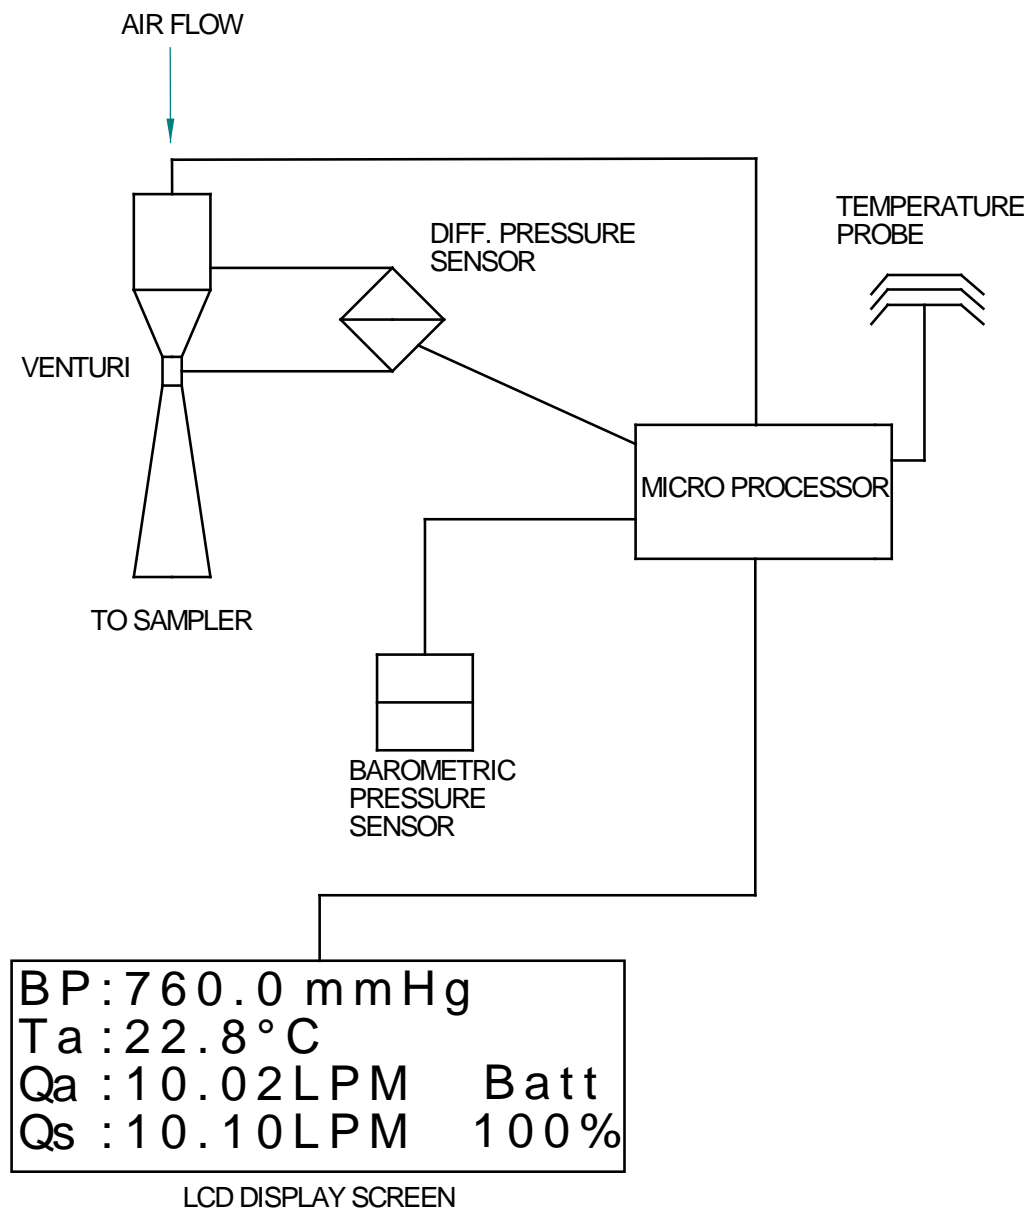 AIR FLOW
TEMPERATURE
PROBE
DIFF. PRESSURE
SENSOR
VENTURI
MICRO PROCESSOR
TO SAMPLER
BAROMETRIC
PRESSURE
SENSOR
BP:760.0 mmHg
Ta:22.8°C
Qa:10.02LPM Batt
Qs:10.10LPM 100%
LCD DISPLAY SCREEN